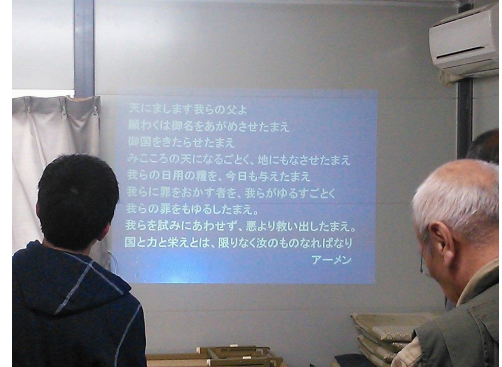 天にまします我らの父よ
願わくは御名をあがめさせたまえ
御国をきたらせたまえ
みこころの天になるごとく、地にもなさせたまえ
我らの日用の糧を、今日も与えたまえ
我らに罪をおかす者を、我らがゆるすごとく
我らの罪をもゆるしたまえ。
我らを試みにあわせず、悪より救い出したまえ。
国と力と栄えとは、限りなく汝のものなればなり
アーメン